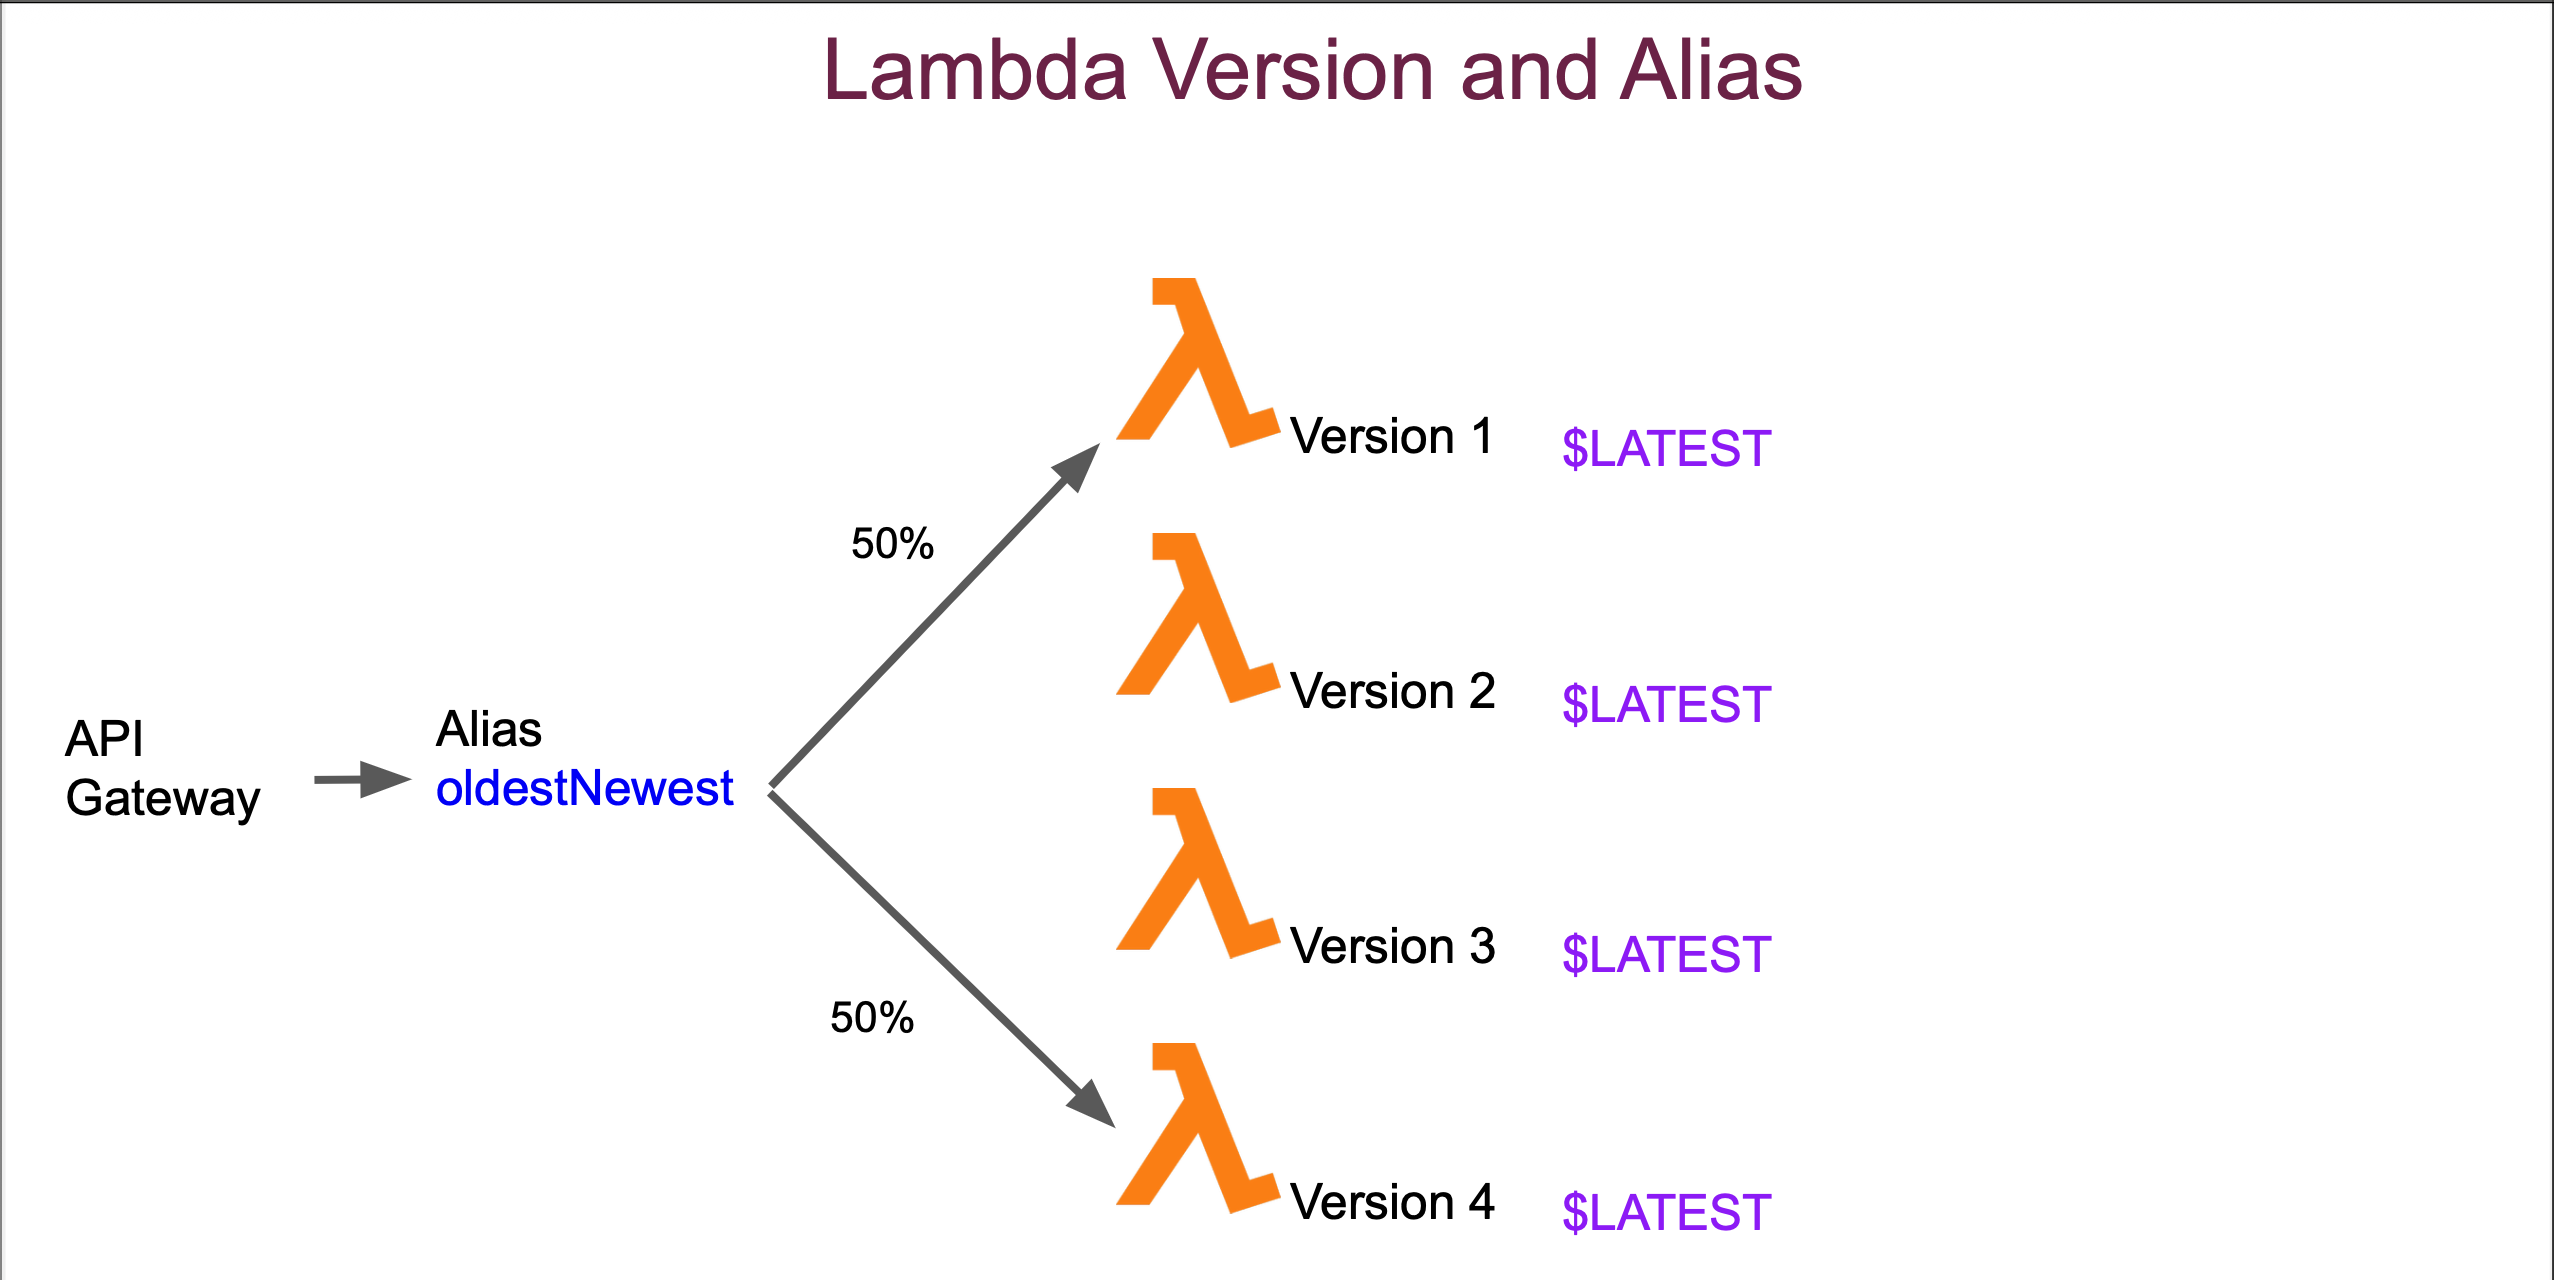 Lambda Version and Alias
Version 1 $LATEST
50%
Version 2 $LATEST
API
Gateway
Alias
oldestNewest
Version 3 $LATEST
50%
Version 4 $LATEST